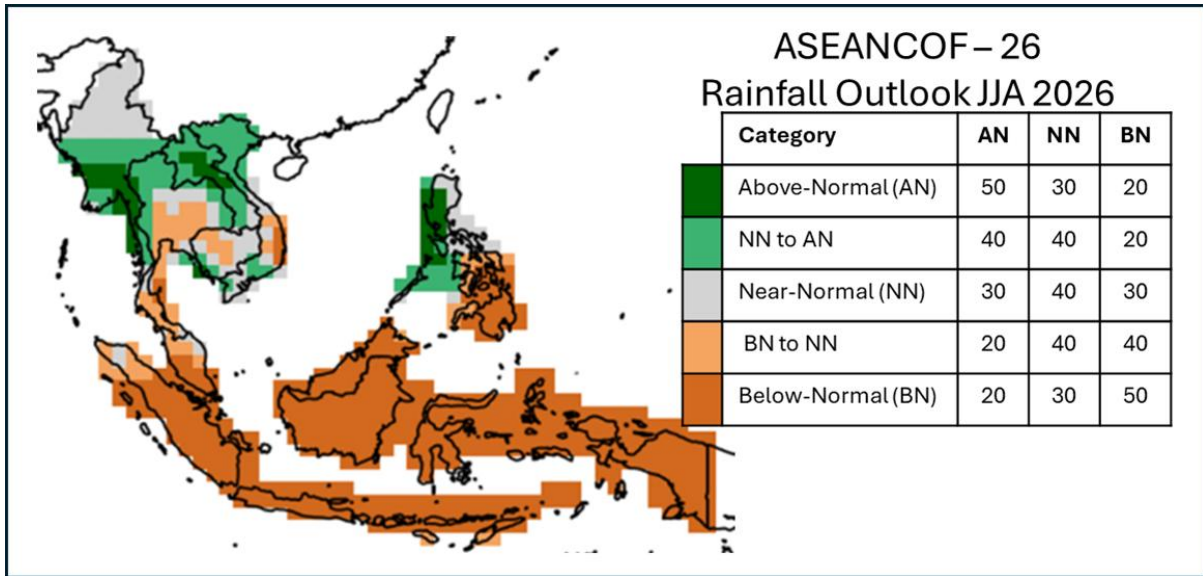 ASEANCOF – 26
Rainfall Outlook JJA 2026
Category AN NN BN
Above-Normal (AN) 50 30 20
NN to AN 40 40 20
Near-Normal (NN) 30 40 30
BN to NN 20 40 40
Below-Normal (BN) 20 30 50